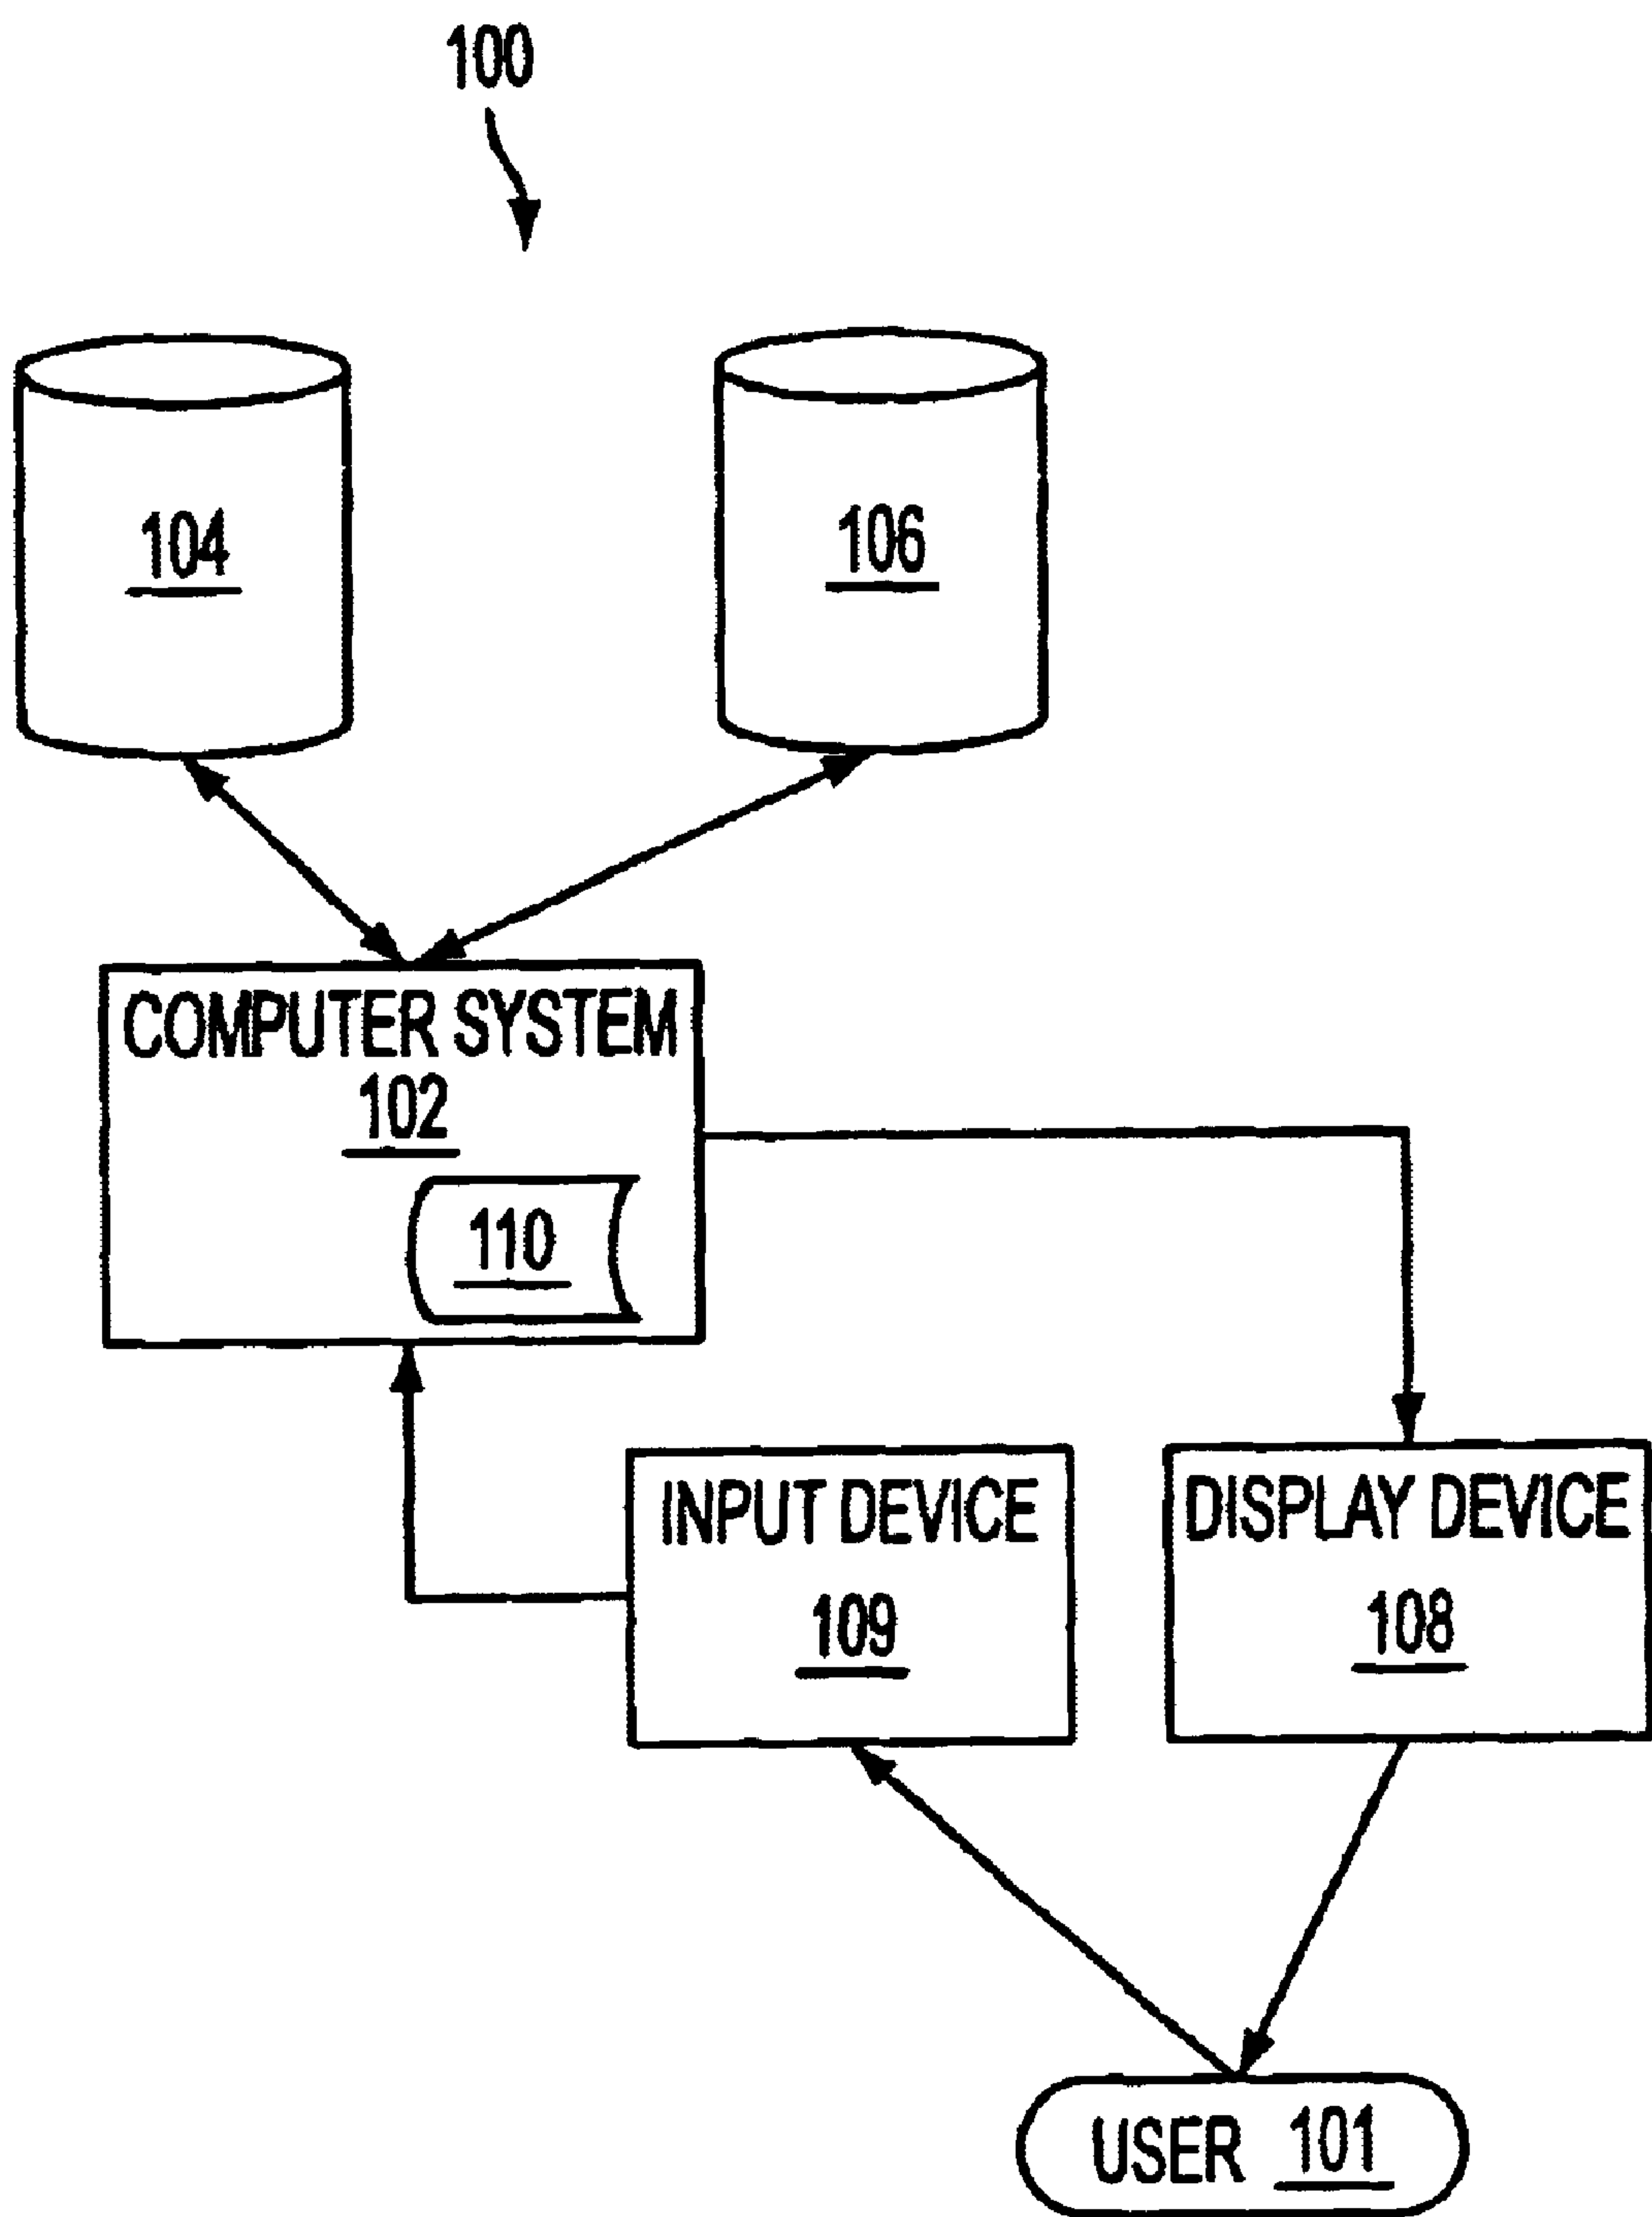 100
104
106
COMPUTER SYSTEM
102
110
INPUT DEVICE
109
DISPLAY DEVICE
108
USER 101